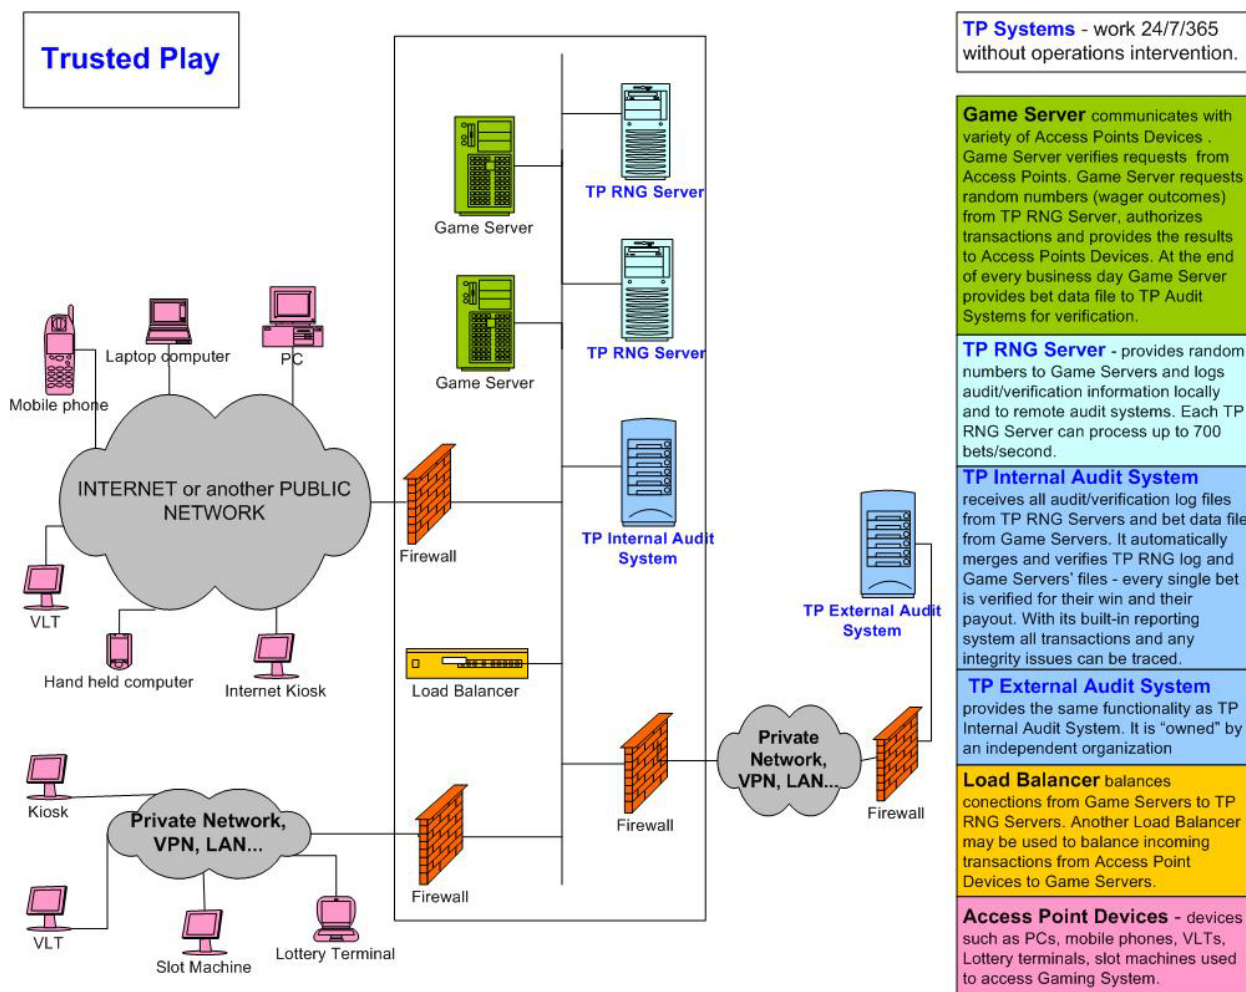 Trusted Play
TP Systems - work 24/7/365
without operations intervention.
TP RNG Server
Game Server
TP RNG Server
Game Server
Mobile phone
Laptop computer
PC
INTERNET or another PUBLIC
NETWORK
Firewall
TP Internal Audit
System
VLT
Hand held computer
Internet Kiosk
Load Balancer
TP External Audit
System
Kiosk
Private Network,
VPN, LAN...
Firewall
Firewall
Private
Network,
VPN, LAN...
Firewall
VLT
Slot Machine
Lottery Terminal
Game Server communicates with
variety of Access Points Devices .
Game Server verifies requests from
Access Points. Game Server requests
random numbers (wager outcomes)
from TP RNG Server, authorizes
transactions and provides the results
to Access Points Devices. At the end
of every business day Game Server
provides bet data file to TP Audit
Systems for verification.
TP RNG Server - provides random
numbers to Game Servers and logs
audit/verification information locally
and to remote audit systems. Each TP
RNG Server can process up to 700
bets/second.
TP Internal Audit System
receives all audit/verification log files
from TP RNG Servers and bet data file
from Game Servers. It automatically
merges and verifies TP RNG log and
Game Servers' files - every single bet
is verified for their win and their
payout. With its built-in reporting
system all transactions and any
integrity issues can be traced.
TP External Audit System
provides the same functionality as TP
Internal Audit System. It is “owned” by
an independent organization
Load Balancer balances
conections from Game Servers to TP
RNG Servers. Another Load Balancer
may be used to balance incoming
transactions from Access Point
Devices to Game Servers.
Access Point Devices - devices
such as PCs, mobile phones, VLTs,
Lottery terminals, slot machines used
to access Gaming System.